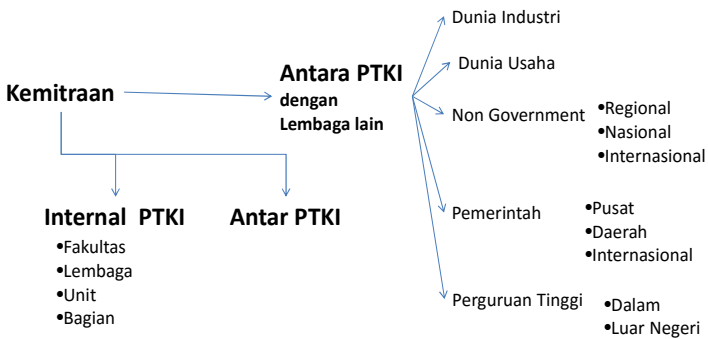 Kemitraan
Antara PTKI
dengan
Lembaga lain
Dunia Industri
Dunia Usaha
Non Government
•Regional
•Nasional
•Internasional
Pemerintah
•Pusat
•Daerah
•Internasional
Perguruan Tinggi
•Dalam
•Luar Negeri
Internal PTKI
•Fakultas
•Lembaga
•Unit
•Bagian
Antar PTKI